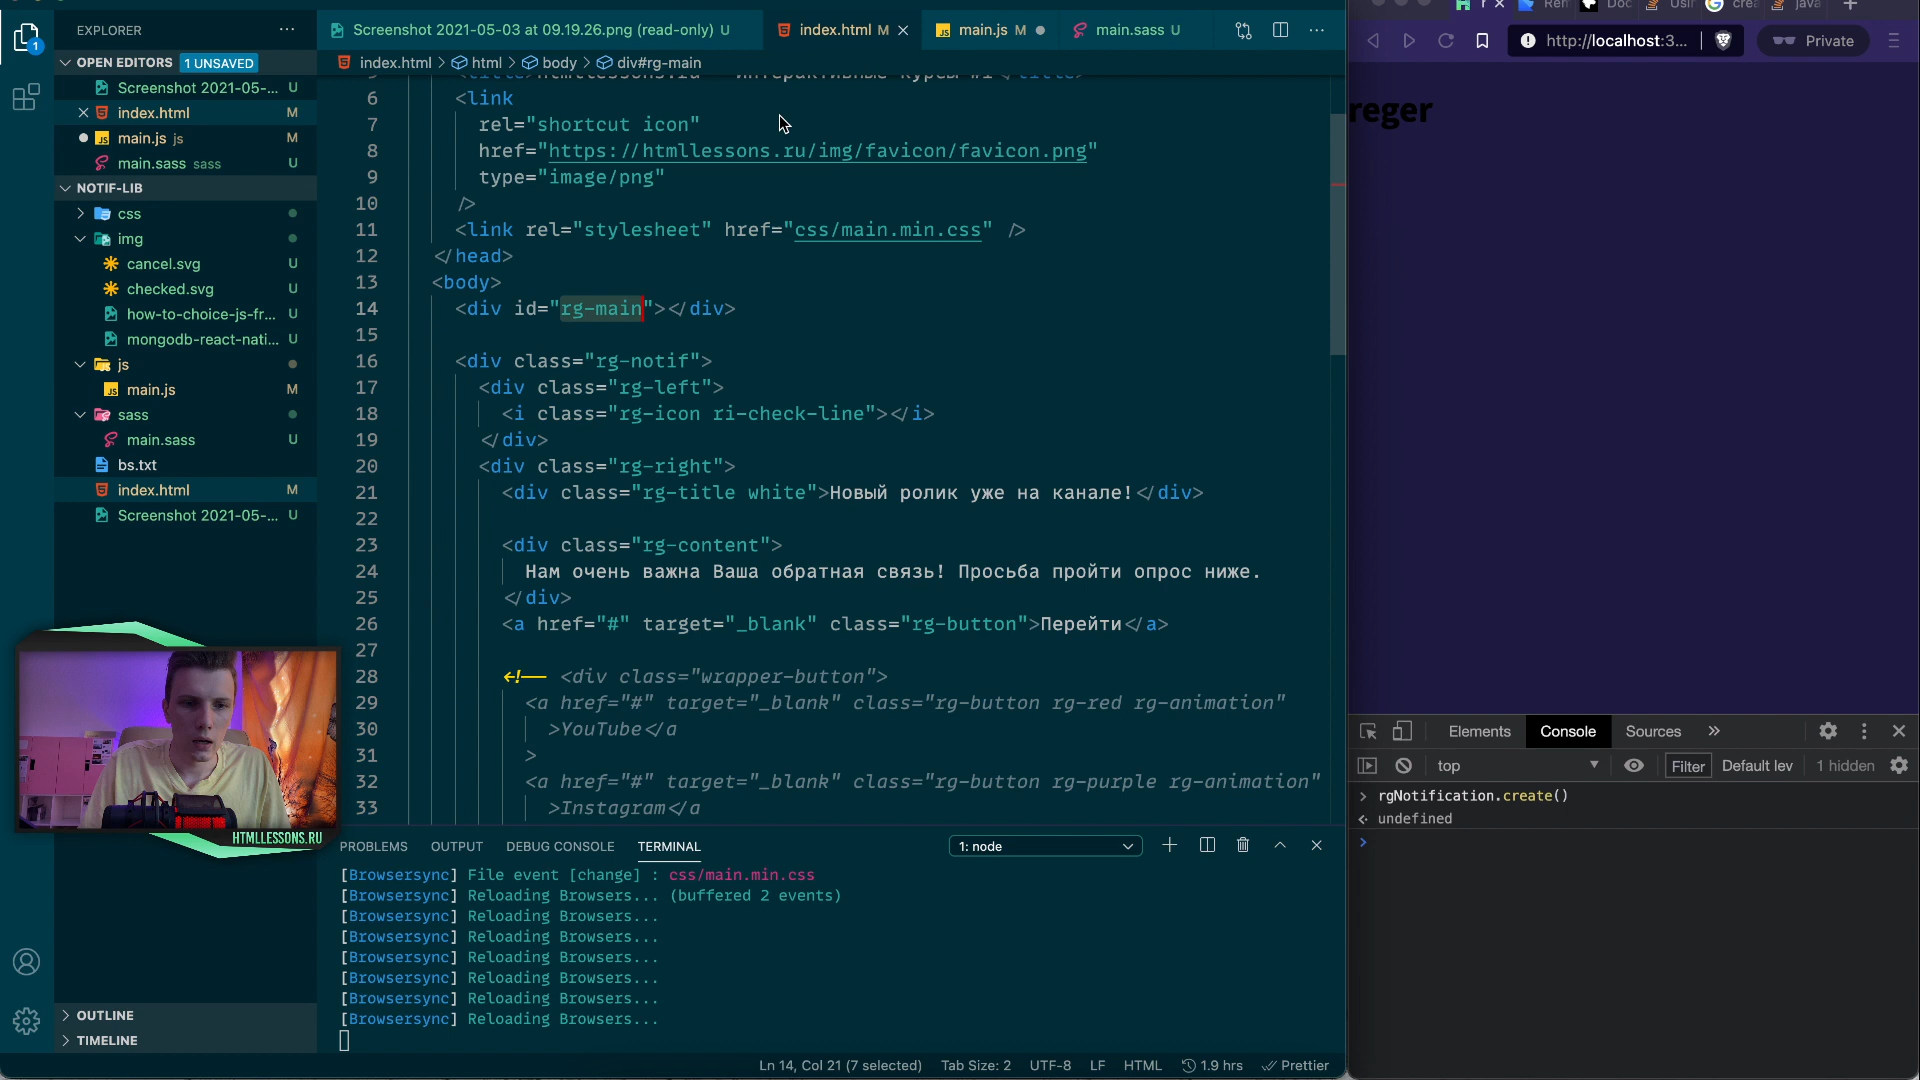 EXPLORER
OPEN EDITORS 1 UNSAVED
Screenshot 2021-05-... U
index.html M
main.js js M
main.sass sass U
NOTIF-LIB
css
img
cancel.svg U
checked.svg U
how-to-choice-js-fr... U
mongodb-react-nati... U
js
main.js M
sass
main.sass U
bs.txt
index.html M
Screenshot 2021-05-... U
HTMLLESSONS.RU
OUTLINE
TIMELINE
Screenshot 2021-05-03 at 09.19.26.png (read-only) U
index.html M
main.js M
main.sass U
index.html > html > body > div#rg-main
6 <link
7 rel="shortcut icon"
8 href="https://htmllessons.ru/img/favicon/favicon.png"
9 type="image/png"
10 />
11 <link rel="stylesheet" href="css/main.min.css" />
12 </head>
13 <body>
14 <div id="rg-main"></div>
15
16 <div class="rg-notif">
17 <div class="rg-left">
18 <i class="rg-icon ri-check-line"></i>
19 </div>
20 <div class="rg-right">
21 <div class="rg-title white">Новый ролик уже на канале!</div>
22
23 <div class="rg-content">
24 Нам очень важна Ваша обратная связь! Просьба пройти опрос ниже.
25 </div>
26 <a href="#" target="_blank" class="rg-button">Перейти</a>
27
28 <!-- <div class="wrapper-button">
29 <a href="#" target="_blank" class="rg-button rg-red rg-animation"
30 >YouTube</a
31 >
32 <a href="#" target="_blank" class="rg-button rg-purple rg-animation"
33 >Instagram</a
PROBLEMS OUTPUT DEBUG CONSOLE TERMINAL 1: node
[Browsersync] File event [change] : css/main.min.css
[Browsersync] Reloading Browsers... (buffered 2 events)
[Browsersync] Reloading Browsers...
[Browsersync] Reloading Browsers...
[Browsersync] Reloading Browsers...
[Browsersync] Reloading Browsers...
[Browsersync] Reloading Browsers...
[Browsersync] Reloading Browsers...
Ln 14, Col 21 (7 selected) Tab Size: 2 UTF-8 LF HTML 1.9 hrs Prettier
http://localhost:3... Private
reger
Elements Console Sources
top Filter Default lev 1 hidden
rgNotification.create()
undefined